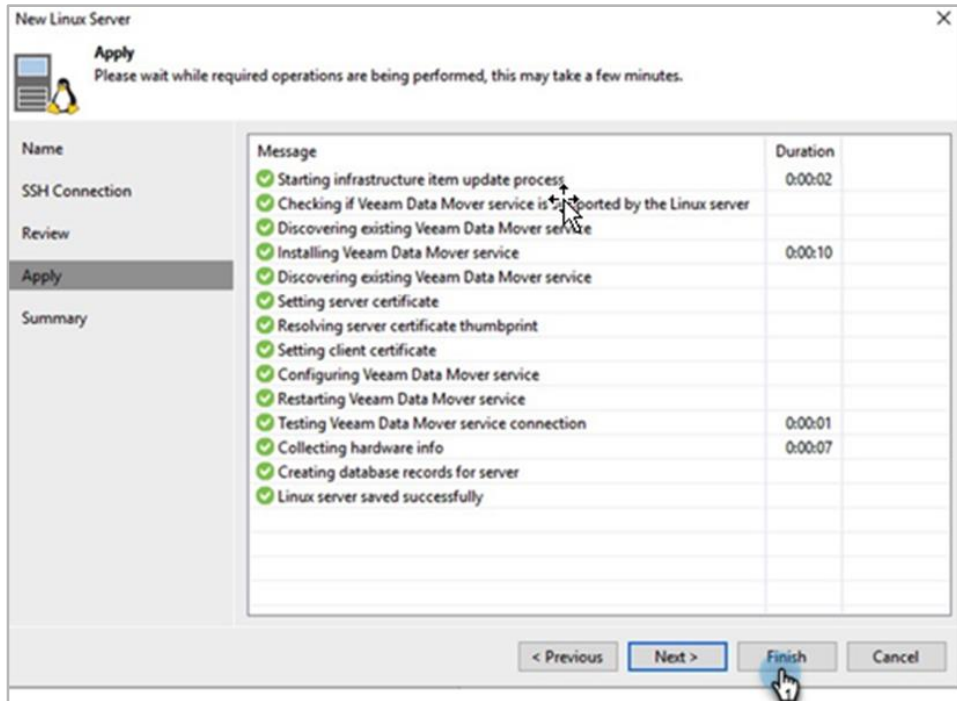 New Linux Server
Apply
Please wait while required operations are being performed, this may take a few minutes.
Name
SSH Connection
Review
Apply
Summary
Message Duration
Starting infrastructure item update process 0:00:02
Checking if Veeam Data Mover service is supported by the Linux server
Discovering existing Veeam Data Mover service
Installing Veeam Data Mover service 0:00:10
Discovering existing Veeam Data Mover service
Setting server certificate
Resolving server certificate thumbprint
Setting client certificate
Configuring Veeam Data Mover service
Restarting Veeam Data Mover service
Testing Veeam Data Mover service connection 0:00:01
Collecting hardware info 0:00:07
Creating database records for server
Linux server saved successfully
< Previous Next > Finish Cancel